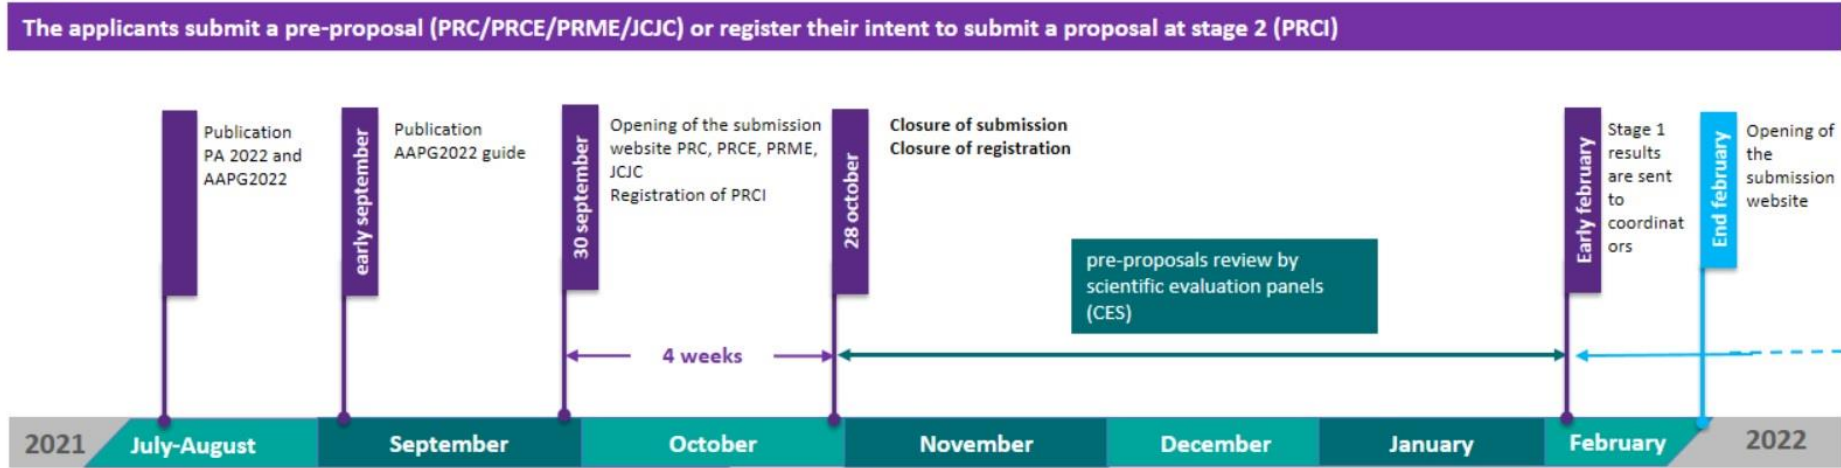 The applicants submit a pre-proposal (PRC/PRCE/PRME/JCJC) or register their intent to submit a proposal at stage 2 (PRCI)
Publication
PA 2022 and
AAPG2022
early september
Publication
AAPG2022 guide
30 september
Opening of the submission
website PRC, PRCE, PRME,
JCJC
Registration of PRCI
28 october
Closure of submission
Closure of registration
pre-proposals review by
scientific evaluation panels
(CES)
Early february
Stage 1
results
are sent
to
coordinat
ors
End february
Opening of
the
submission
website
4 weeks
2021
July-August
September
October
November
December
January
February
2022